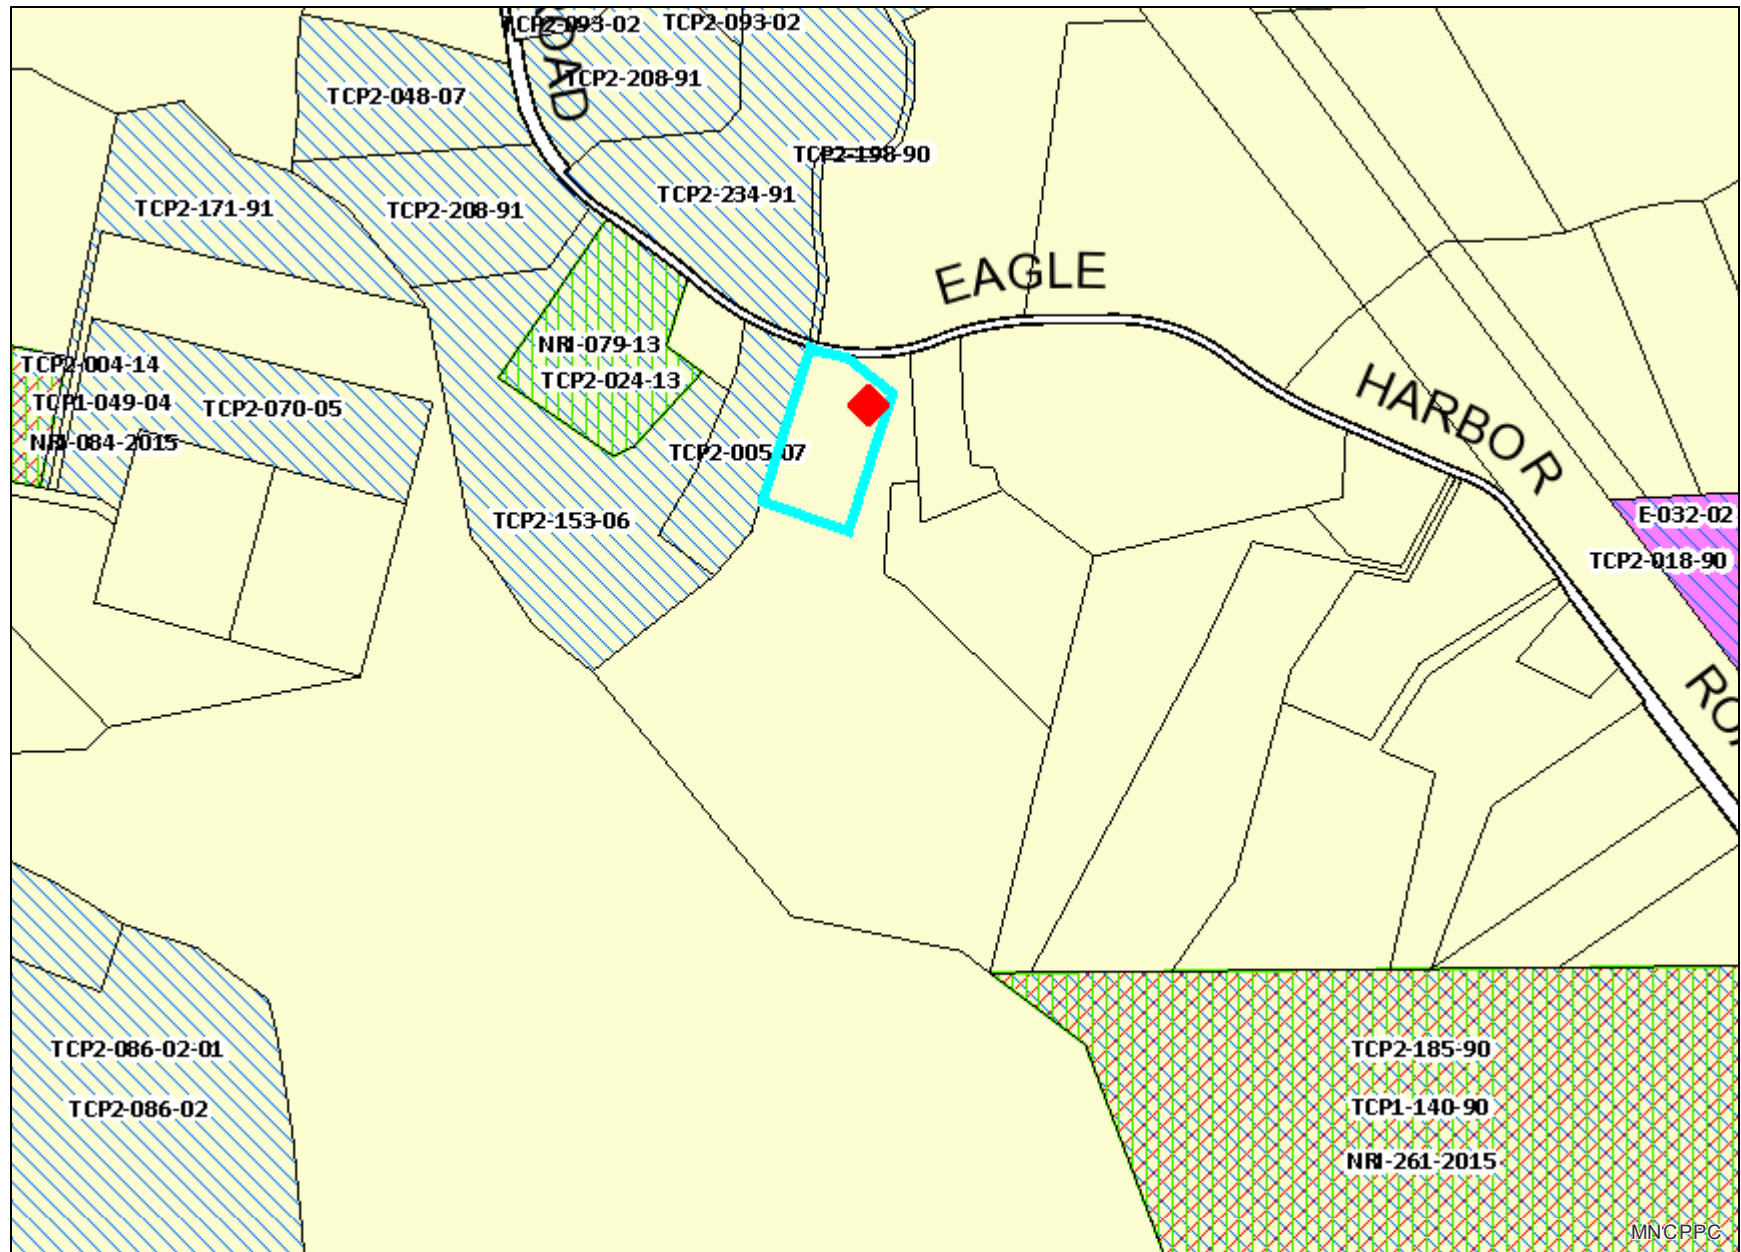 TCP2-093-02
TCP2-093-02
ROAD
TCP2-208-91
TCP2-048-07
TCP2-198-90
TCP2-234-91
TCP2-171-91
TCP2-208-91
EAGLE
NRI-079-13
TCP2-024-13
TCP2-004-14
TCP1-049-04
TCP2-070-05
NRI-084-2015
HARBOR
TCP2-005-07
TCP2-153-06
E-032-02
TCP2-018-90
ROA
TCP2-086-02-01
TCP2-086-02
TCP2-185-90
TCP1-140-90
NRI-261-2015
MNCPPC